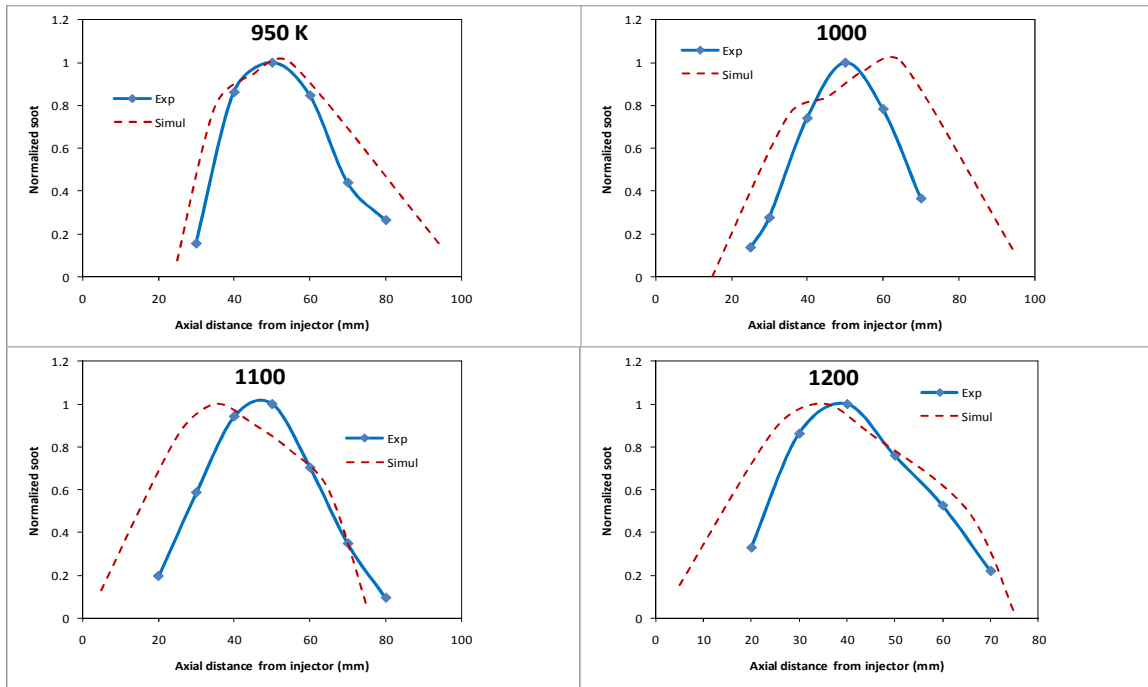 950 K
1.2
1
0.8
0.6
0.4
0.2
0
Normalized soot
Exp
Simul
0 20 40 60 80 100
Axial distance from injector (mm)
1000
1.2
1
0.8
0.6
0.4
0.2
0
Normalized soot
Exp
Simul
0 20 40 60 80 100
Axial distance from injector (mm)
1100
1.2
1
0.8
0.6
0.4
0.2
0
Normalized soot
Exp
Simul
0 20 40 60 80 100
Axial distance from injector (mm)
1200
1.2
1
0.8
0.6
0.4
0.2
0
Normalized soot
Exp
Simul
0 10 20 30 40 50 60 70 80
Axial distance from injector (mm)